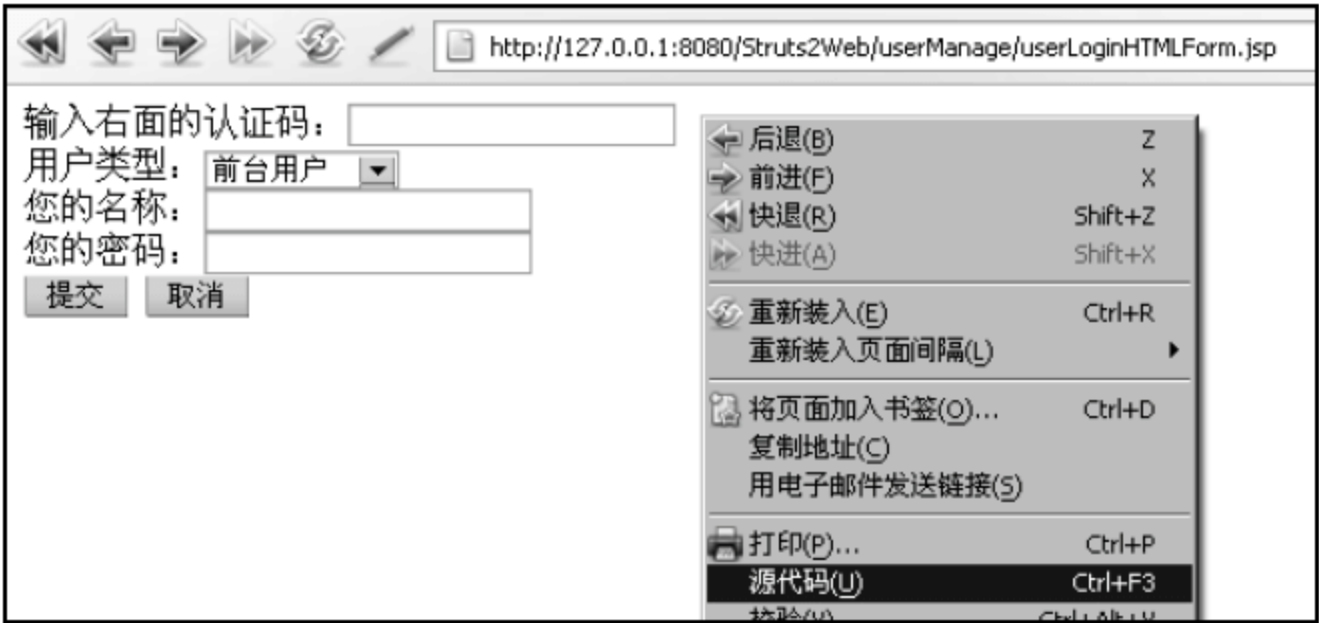 http://127.0.0.1:8080/Struts2Web/userManage/userLoginHTMLForm.jsp
输入右面的认证码：
用户类型： 前台用户
您的名称：
您的密码：
提交 取消
后退(B) Z
前进(F) X
快退(R) Shift+Z
快进(A) Shift+X
重新装入(E) Ctrl+R
重新装入页面间隔(L)
将页面加入书签(O)... Ctrl+D
复制地址(C)
用电子邮件发送链接(S)
打印(P)... Ctrl+P
源代码(U) Ctrl+F3